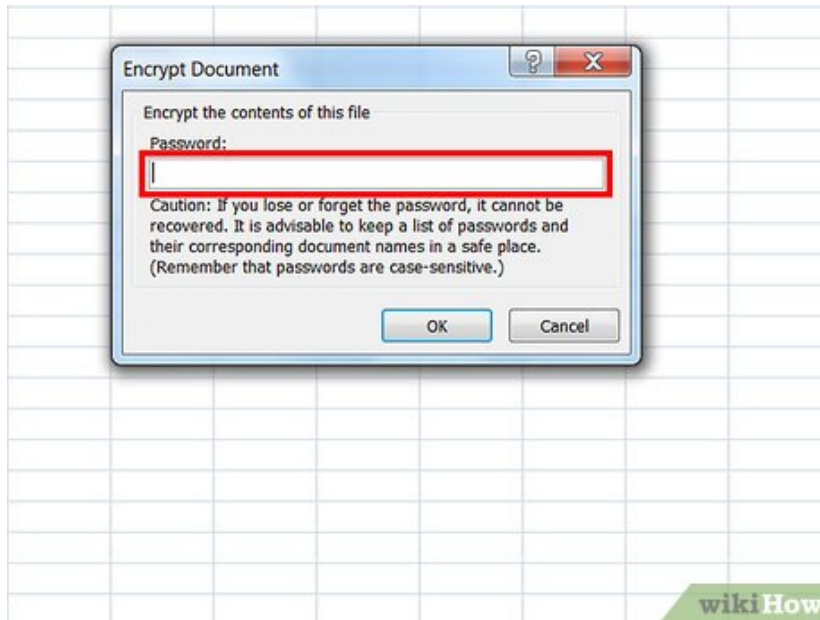 Encrypt Document
Encrypt the contents of this file
Password:
Caution: If you lose or forget the password, it cannot be
recovered. It is advisable to keep a list of passwords and
their corresponding document names in a safe place.
(Remember that passwords are case-sensitive.)
OK
Cancel
wikiHow